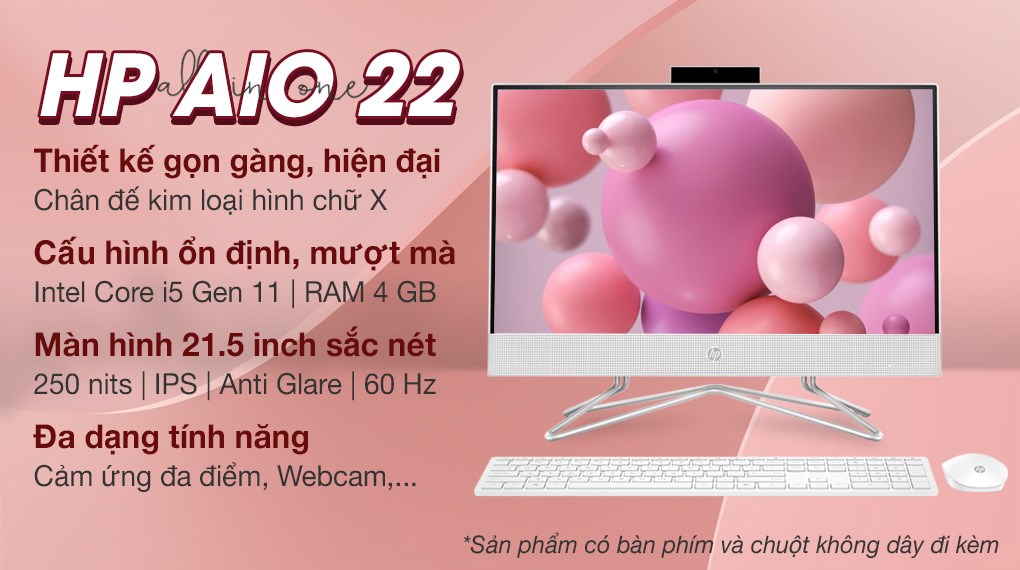 HP AIO 22
all in one
Thiết kế gọn gàng, hiện đại
Chân đế kim loại hình chữ X
Cấu hình ổn định, mượt mà
Intel Core i5 Gen 11 | RAM 4 GB
Màn hình 21.5 inch sắc nét
250 nits | IPS | Anti Glare | 60 Hz
Đa dạng tính năng
Cảm ứng đa điểm, Webcam,...
hp
hp
*Sản phẩm có bàn phím và chuột không dây đi kèm